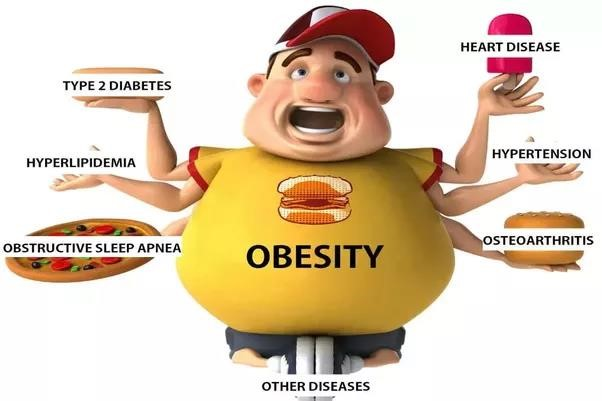 HEART DISEASE
TYPE 2 DIABETES
HYPERLIPIDEMIA
HYPERTENSION
OBSTRUCTIVE SLEEP APNEA
OSTEOARTHRITIS
OBESITY
OTHER DISEASES